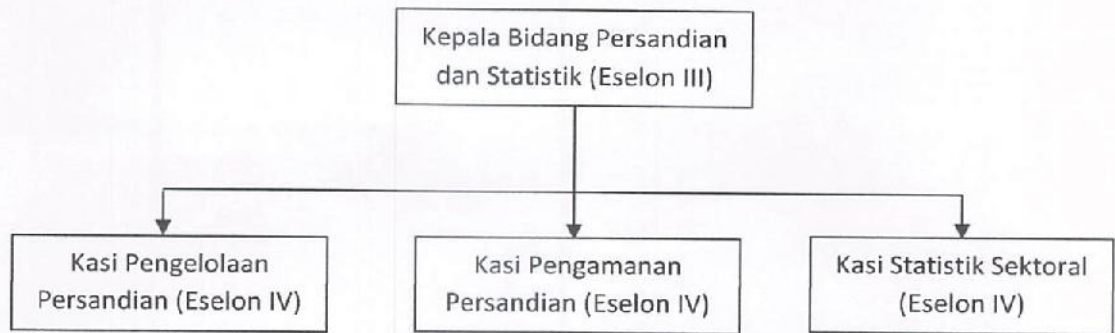 Kepala Bidang Persandian
dan Statistik (Eselon III)
Kasi Pengelolaan
Persandian (Eselon IV)
Kasi Pengamanan
Persandian (Eselon IV)
Kasi Statistik Sektoral
(Eselon IV)